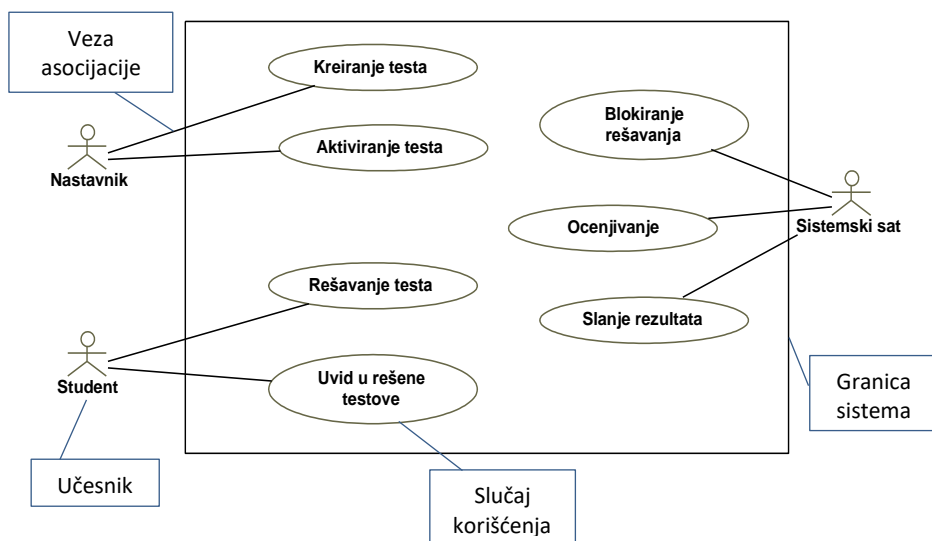 Veza
asocijacije
Kreiranje testa
Blokiranje
rešavanja
Aktiviranje testa
Nastavnik
Ocenjivanje
Sistemski sat
Rešavanje testa
Slanje rezultata
Student
Uvid u rešene
testove
Granica
sistema
Učesnik
Slučaj
korišćenja